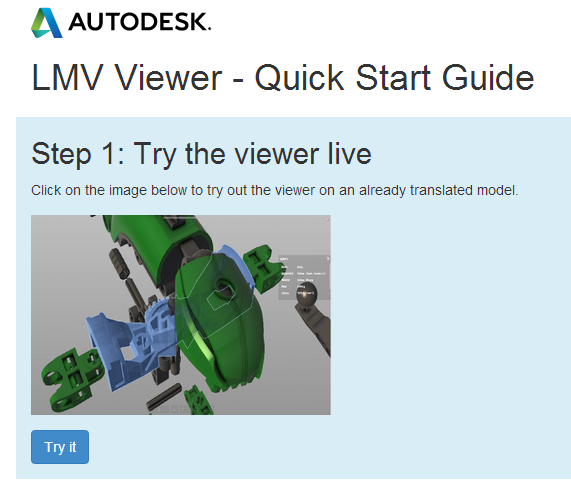 AUTODESK.
LMV Viewer - Quick Start Guide
Step 1: Try the viewer live
Click on the image below to try out the viewer on an already translated model.
Try it